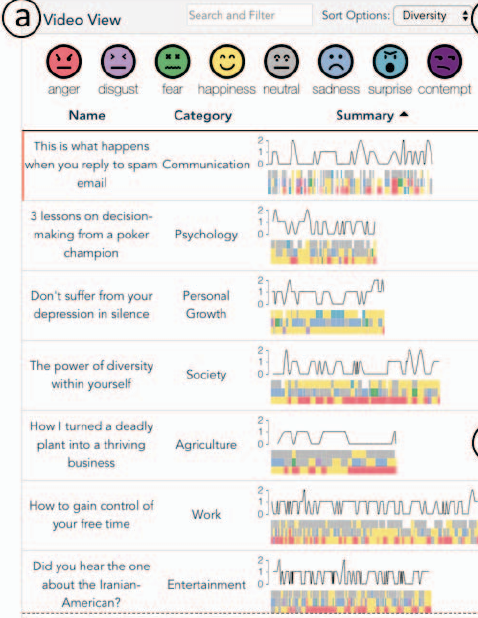 a
Video View
Search and Filter
Sort Options:
Diversity
anger
disgust
fear
happiness
neutral
sadness
surprise
contempt
Name
Category
Summary
This is what happens
when you reply to spam
email
Communication
2
1
0
3 lessons on decision-
making from a poker
champion
Psychology
2
1
0
Don't suffer from your
depression in silence
Personal
Growth
2
1
0
The power of diversity
within yourself
Society
2
1
0
How I turned a deadly
plant into a thriving
business
Agriculture
2
1
0
How to gain control of
your free time
Work
2
1
0
Did you hear the one
about the Iranian-
American?
Entertainment
2
1
0